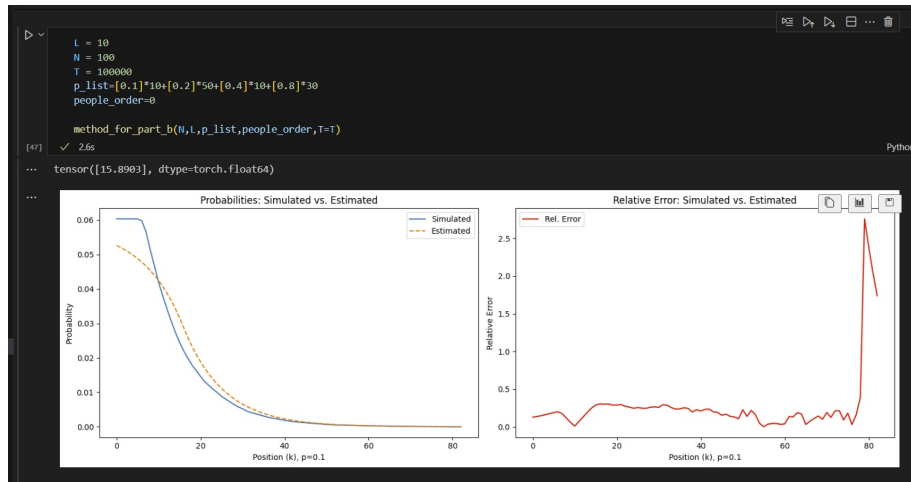 L = 10
N = 100
T = 100000
p_list=[0.1]*10+[0.2]*50+[0.4]*10+[0.8]*30
people_order=0
method_for_part_b(N,L,p_list,people_order,T=T)
[47]
2.6s
Python
... tensor([15.8903], dtype=torch.float64)
...
Probabilities: Simulated vs. Estimated
Simulated
Estimated
0.06
0.05
0.04
0.03
0.02
0.01
0.00
Probability
0 20 40 60 80
Position (k), p=0.1
Relative Error: Simulated vs. Estimated
Rel. Error
2.5
2.0
1.5
1.0
0.5
0.0
Relative Error
0 20 40 60 80
Position (k), p=0.1